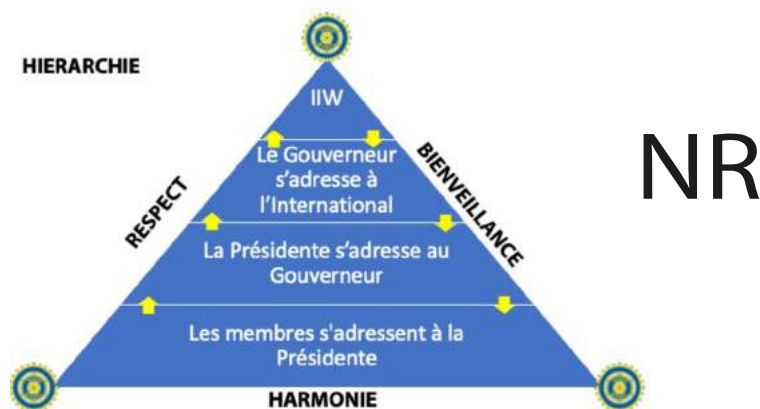 HIERARCHIE
IIW
Le Gouverneur
s'adresse à
l'International
RESPECT
BIENVEILLANCE
La Présidente s'adresse au
Gouverneur
Les membres s'adressent à la
Présidente
HARMONIE
NR